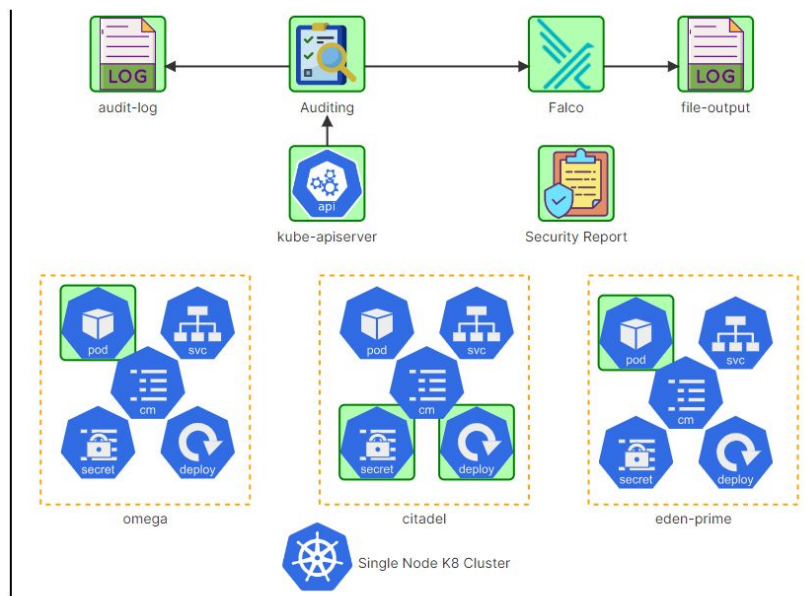 LOG
audit-log
Auditing
Falco
LOG
file-output
api
kube-apiserver
Security Report
pod
svc
cm
secret
deploy
omega
pod
svc
cm
secret
deploy
citadel
pod
svc
cm
secret
deploy
eden-prime
Single Node K8 Cluster